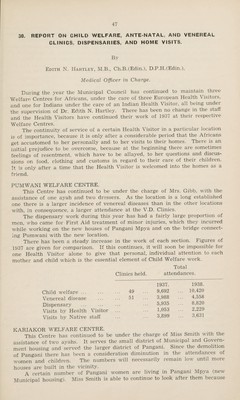 47
38. REPORT ON CHILD WELFARE, ANTE-NATAL, AND VENEREAL
CLINICS, DISPENSARIES, AND HOME VISITS.
BY
EDITH N. HARTLEY, M.B., Ch.B.(Edin.), D.P.H.(Edin.),
Medical Officer in Charge.
During the year the Municipal Council has continued to maintain three
Welfare Centres for Africans, under the care of three European Health Visitors,
and one for Indians under the care of an Indian Health Visitor, all being under
the supervision of Dr. Edith N. Hartley. There has been no change in the staff
and the Health Visitors have continued their work of 1937 at their respective
Welfare Centres.
The continuity of service of a certain Health Visitor in a particular location
is of importance, because it is only after a considerable period that the Africans
get accustomed to her personally and to her visits to their homes. There is an
initial prejudice to be overcome, because at the beginning there are sometimes
feelings of resentment, which have to be allayed, to her questions and discus-
sions on food, clothing and customs in regard to their care of their children.
It is only after a time that the Health Visitor is welcomed into the homes as a
friend.
PUMWANI WELFARE CENTRE.
This Centre has continued to be under the charge of Mrs. Gibb, with the
assistance of one ayah and two dressers. As the location is a long established
one there is a larger incidence of venereal diseases than in the other locations
with, in consequence, a larger attendance at the V.D. Clinics.
The dispensary work during this year has had a fairly large proportion of
men, who come for First Aid treatment of minor injuries, which they incurred
while working on the new houses of Pangani Mpya and on the bridge connect-
ing Pumwani with the new location.
There has been a steady increase in the work of each section. Figures of
1937 are given for comparison. If this continues, it will soon be impossible for
one Health Visitor alone to give that personal, individual attention to each
mother and child which is the essential element of Child Welfare work.
Total
Clinics held. attendances.
1937. 1938.
Child welfare 49 8,692 10,439
Venereal disease 51 3,988 4,358
Dispensary 5,935 8,820
Visits by Health Visitor 1,093 2,229
Visits by Native staff 3,621
KARIAKOR WELFARE CENTRE.
This Centre has continued to be under the charge of Miss Smith with the
assistance of two ayahs. It serves the small district of Municipal and Govern-
ment housing and served the larger district of Pangani. Since the demolition
of Pangani there has been a consideration diminution in the attendances of
women and children. The numbers will necessarily remain low until more
houses are built in the vicinity.
A certain number of Pangani women are living in Pangani Mpya (new
Municipal housing). Miss Smith is able to continue to look after them because